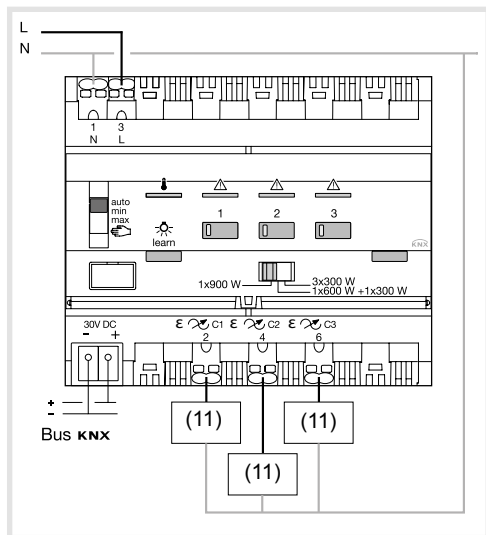 L
N
1 3
N L
auto
min
max
learn
1 2 3
KNX
1x900 W
3x300 W
1x600 W +1x300 W
30V DC
- +
ε C1 ε C2 ε C3
2 4 6
+
-
Bus KNX
(11) (11)
(11)